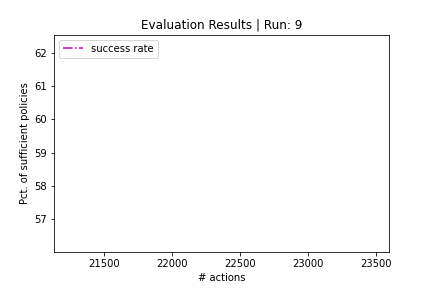 Evaluation Results | Run: 9
success rate
Pct. of sufficient policies
62
61
60
59
58
57
21500 22000 22500 23000 23500
# actions